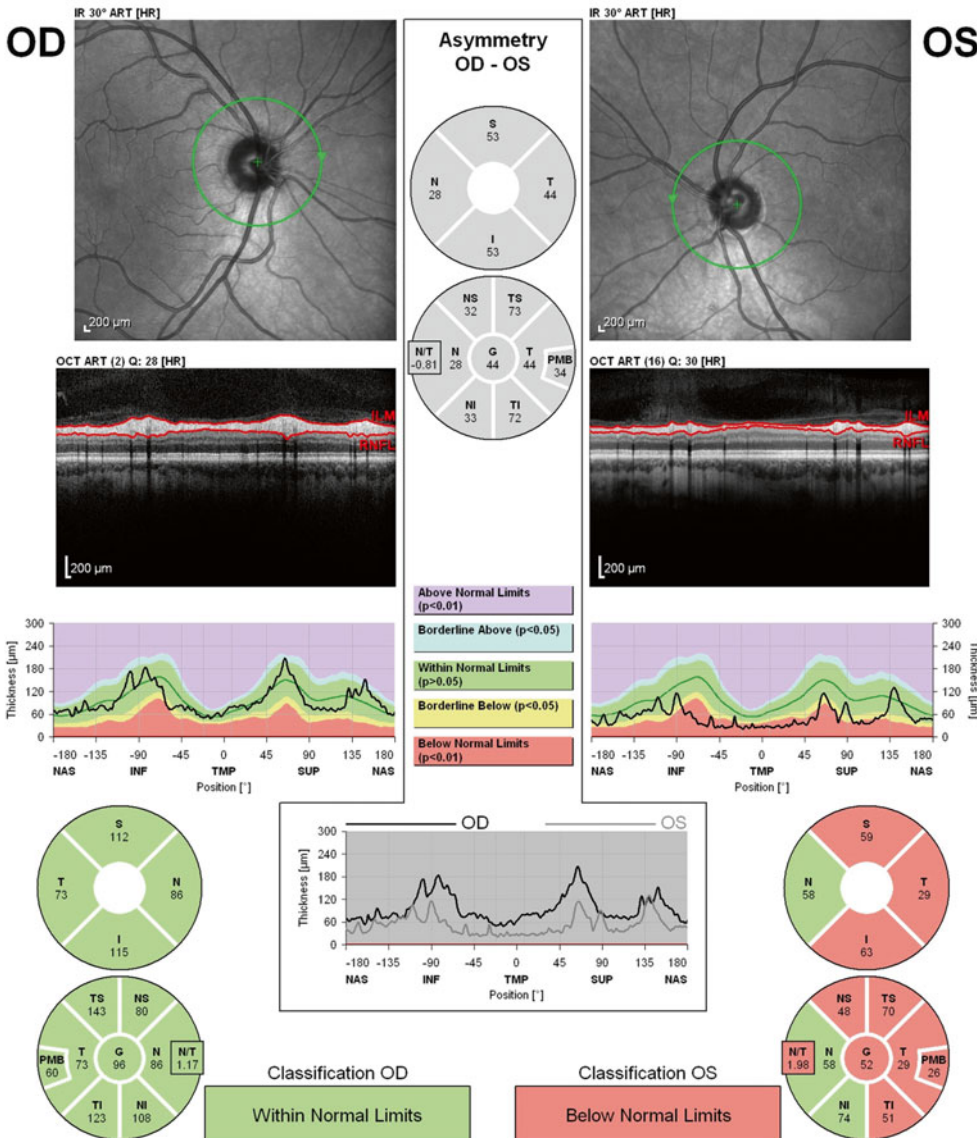 OD
IR 30° ART [HR]
200 µm
Asymmetry
OD - OS
IR 30° ART [HR]
OS
200 µm
S
53
N
28
T
44
I
53
NS
32
TS
73
N/T
-0.81
N
28
G
44
T
44
PMB
34
NI
33
TI
72
OCT ART (2) Q: 28 [HR]
ILM
RNFL
200 µm
OCT ART (16) Q: 30 [HR]
ILM
RNFL
200 µm
Above Normal Limits
(p<0.01)
Borderline Above (p<0.05)
Within Normal Limits
(p>0.05)
Borderline Below (p<0.05)
Below Normal Limits
(p<0.01)
Thickness [µm]
300
240
180
120
60
0
-180 -135 -90 -45 0 45 90 135 180
NAS INF TMP SUP NAS
Position [°]
300
240
180
120
60
0
Thickness [µm]
-180 -135 -90 -45 0 45 90 135 180
NAS INF TMP SUP NAS
Position [°]
OD OS
Thickness [µm]
300
240
180
120
60
0
-180 -135 -90 -45 0 45 90 135 180
NAS INF TMP SUP NAS
Position [°]
S
112
T
73
N
86
I
115
TS
143
NS
80
PMB
60
T
73
G
96
N
86
N/T
1.17
TI
123
NI
108
Classification OD
Within Normal Limits
S
59
N
58
T
29
I
63
NS
48
TS
70
N/T
1.98
N
58
G
52
T
29
PMB
26
NI
74
TI
51
Classification OS
Below Normal Limits